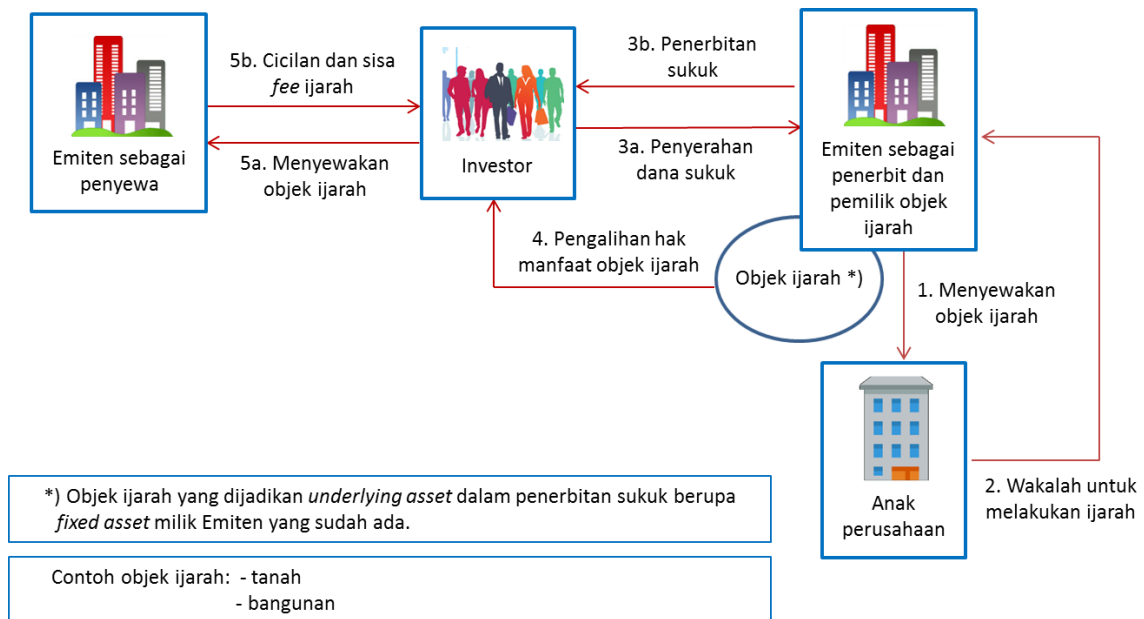 Emiten sebagai
penyewa
5b. Cicilan dan sisa
fee ijarah
5a. Menyewakan
objek ijarah
Investor
3b. Penerbitan
sukuk
3a. Penyerahan
dana sukuk
Emiten sebagai
penerbit dan
pemilik objek
ijarah
4. Pengalihan hak
manfaat objek ijarah
Objek ijarah *)
1. Menyewakan
objek ijarah
Anak
perusahaan
2. Wakalah untuk
melakukan ijarah
*) Objek ijarah yang dijadikan underlying asset dalam penerbitan sukuk berupa
fixed asset milik Emiten yang sudah ada.
Contoh objek ijarah: - tanah
- bangunan